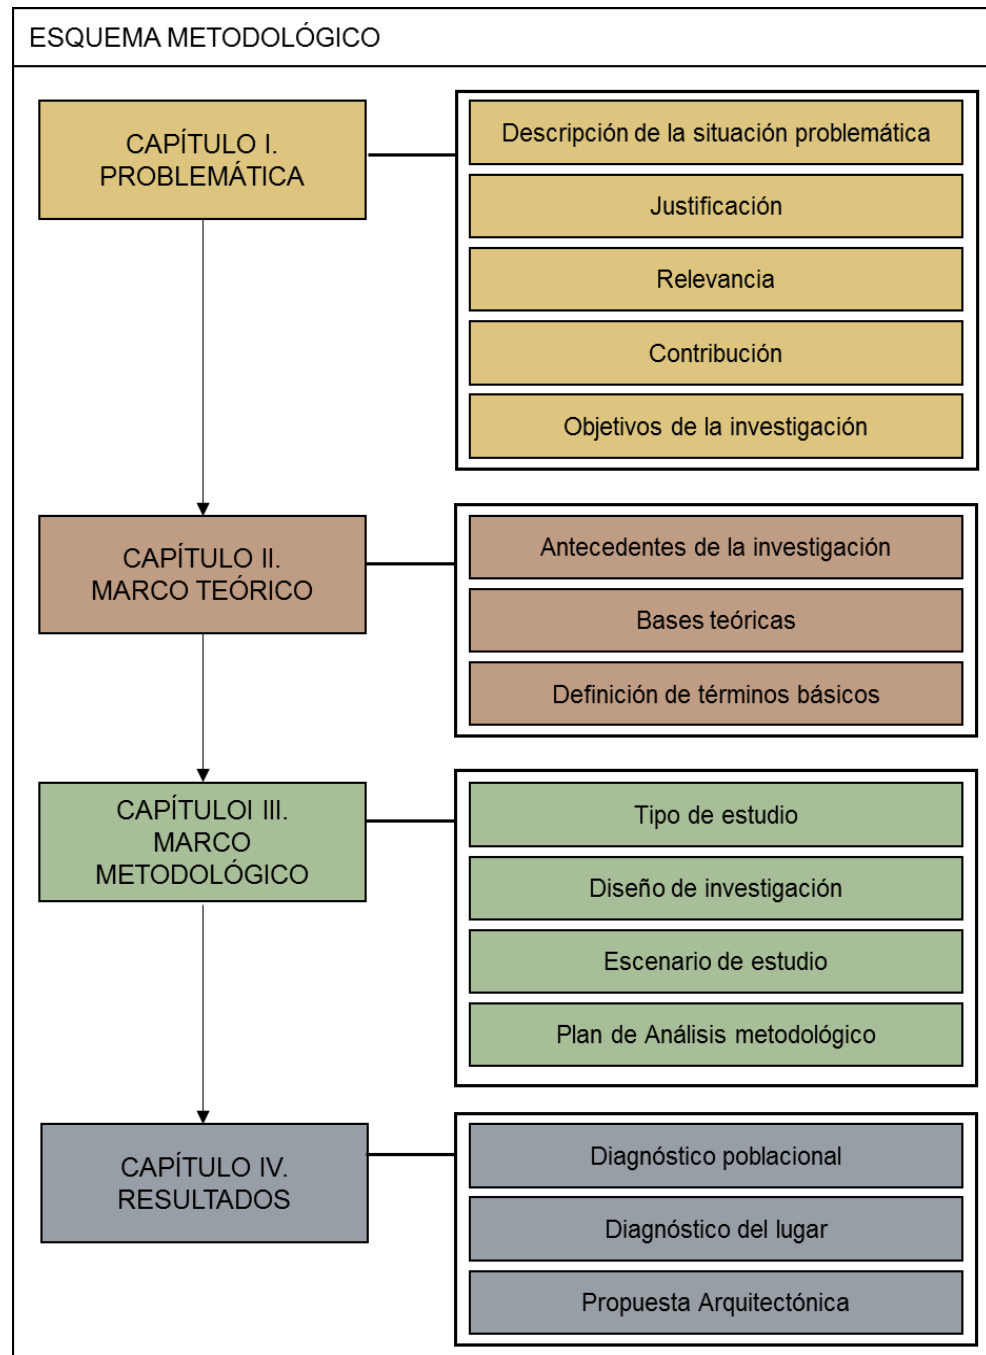 ESQUEMA METODOLÓGICO
CAPÍTULO I.
PROBLEMÁTICA
Descripción de la situación problemática
Justificación
Relevancia
Contribución
Objetivos de la investigación
CAPÍTULO II.
MARCO TEÓRICO
Antecedentes de la investigación
Bases teóricas
Definición de términos básicos
CAPÍTULOI III.
MARCO
METODOLÓGICO
Tipo de estudio
Diseño de investigación
Escenario de estudio
Plan de Análisis metodológico
CAPÍTULO IV.
RESULTADOS
Diagnóstico poblacional
Diagnóstico del lugar
Propuesta Arquitectónica